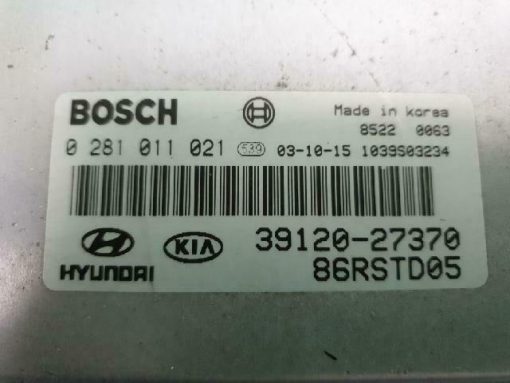 BOSCH
Made in korea
8522 0063
0 281 011 021 539 03-10-15 1039S03234
HYUNDAI KIA 39120-27370
86RSTD05